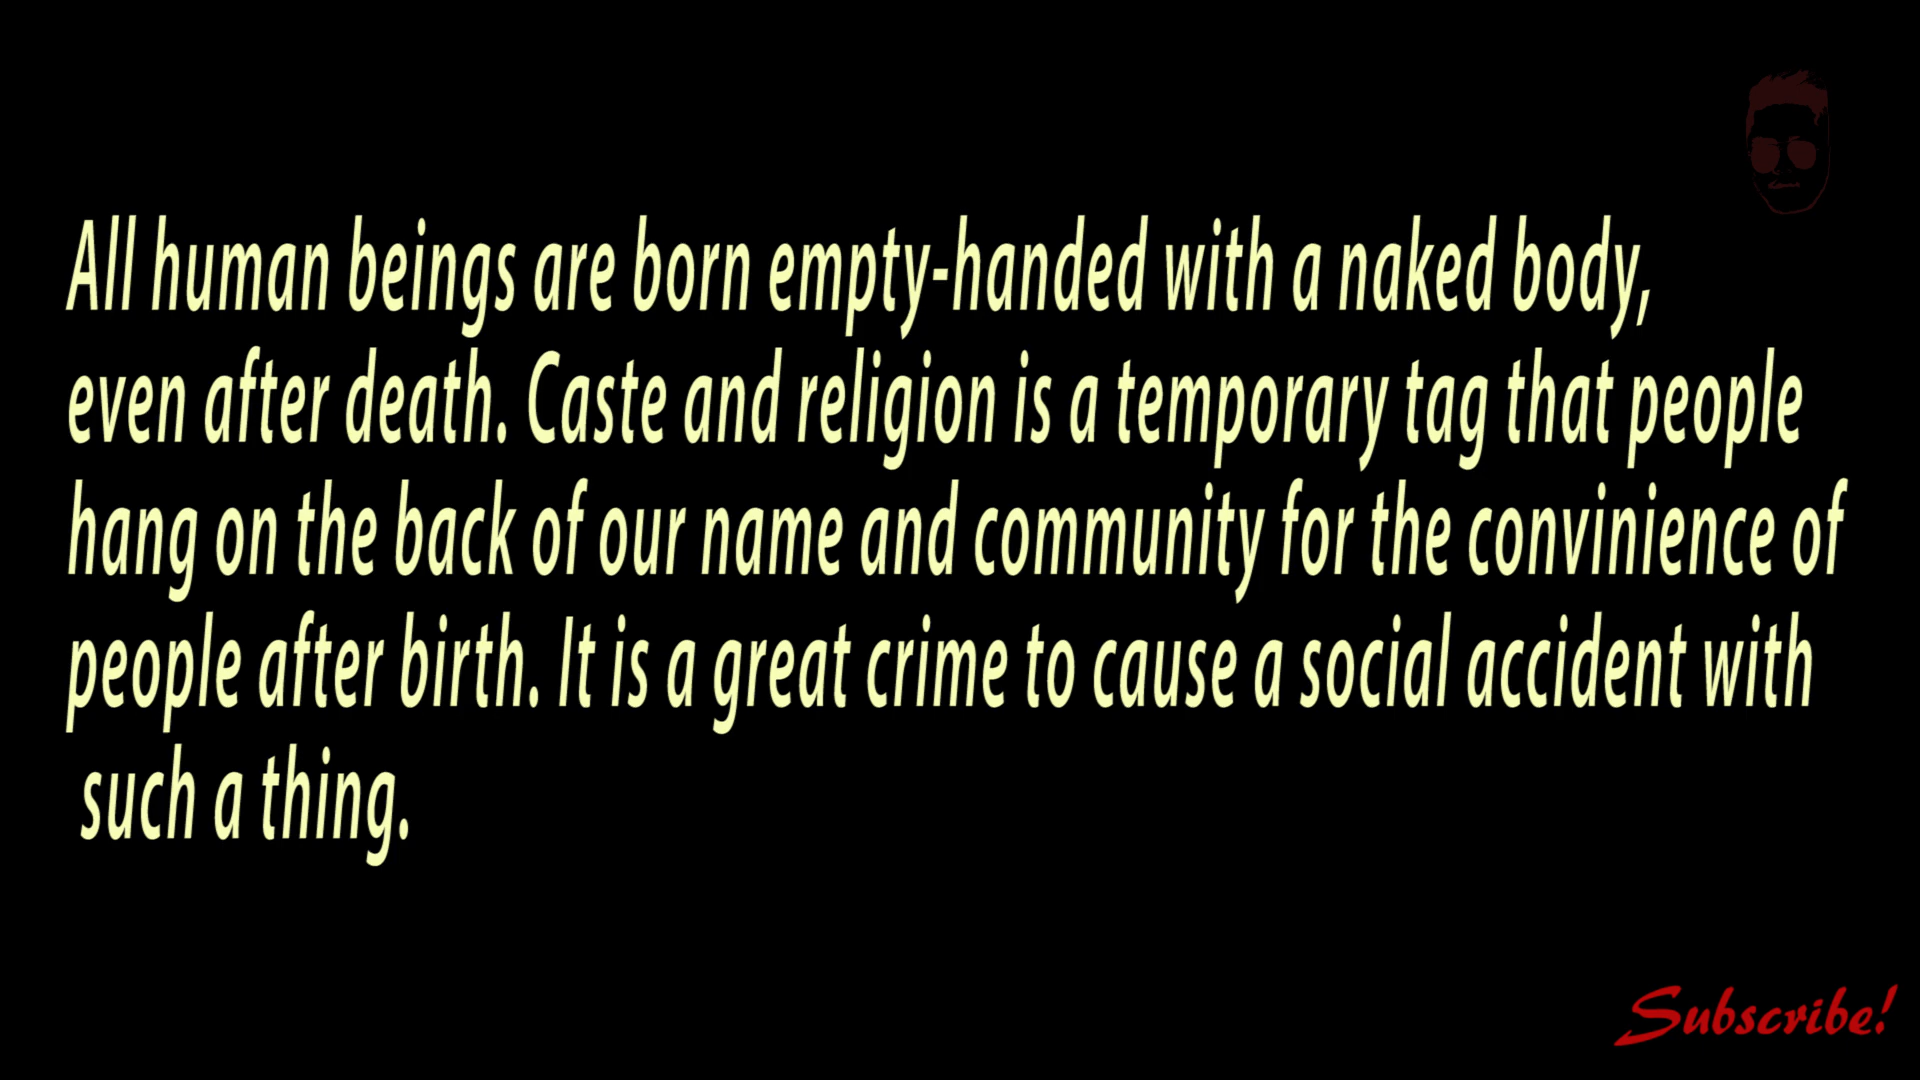 All human beings are born empty-handed with a naked body,
even after death. Caste and religion is a temporary tag that people
hang on the back of our name and community for the convinience of
people after birth. It is a great crime to cause a social accident with
such a thing.
Subscribe!